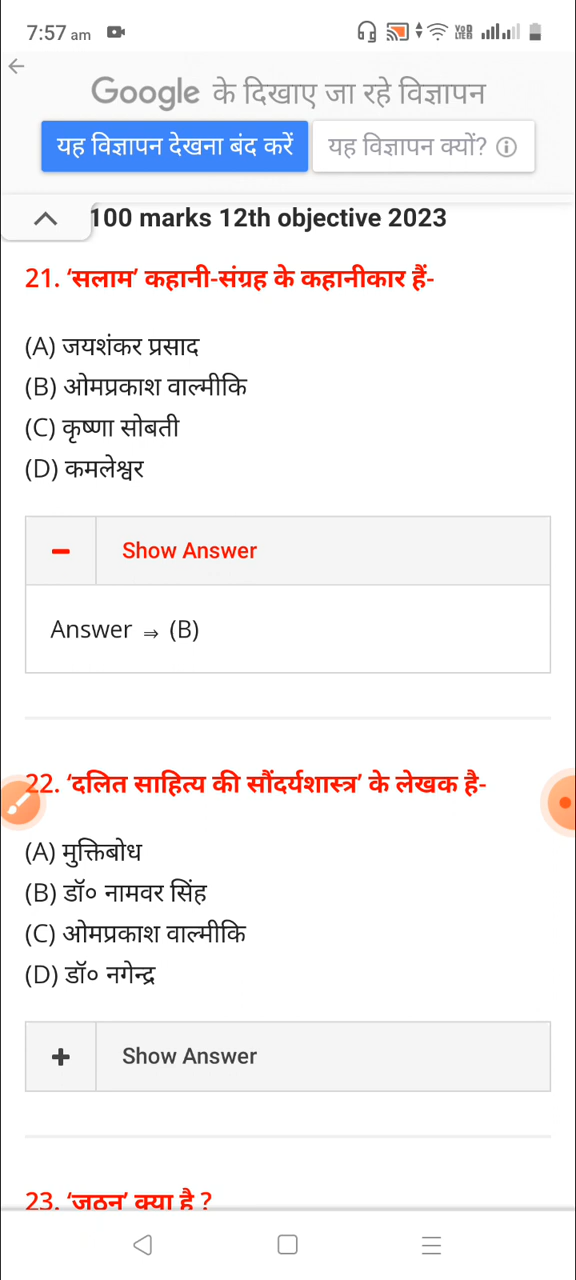 7:57 am
Google के दिखाए जा रहे विज्ञापन
यह विज्ञापन देखना बंद करें
यह विज्ञापन क्यों?
100 marks 12th objective 2023
21. ‘सलाम’ कहानी-संग्रह के कहानीकार हैं-
(A) जयशंकर प्रसाद
(B) ओमप्रकाश वाल्मीकि
(C) कृष्णा सोबती
(D) कमलेश्वर
Show Answer
Answer ⇒ (B)
22. ‘दलित साहित्य की सौंदर्यशास्त्र’ के लेखक है-
(A) मुक्तिबोध
(B) डॉ० नामवर सिंह
(C) ओमप्रकाश वाल्मीकि
(D) डॉ० नगेन्द्र
Show Answer
23. ‘जूठन’ क्या है ?